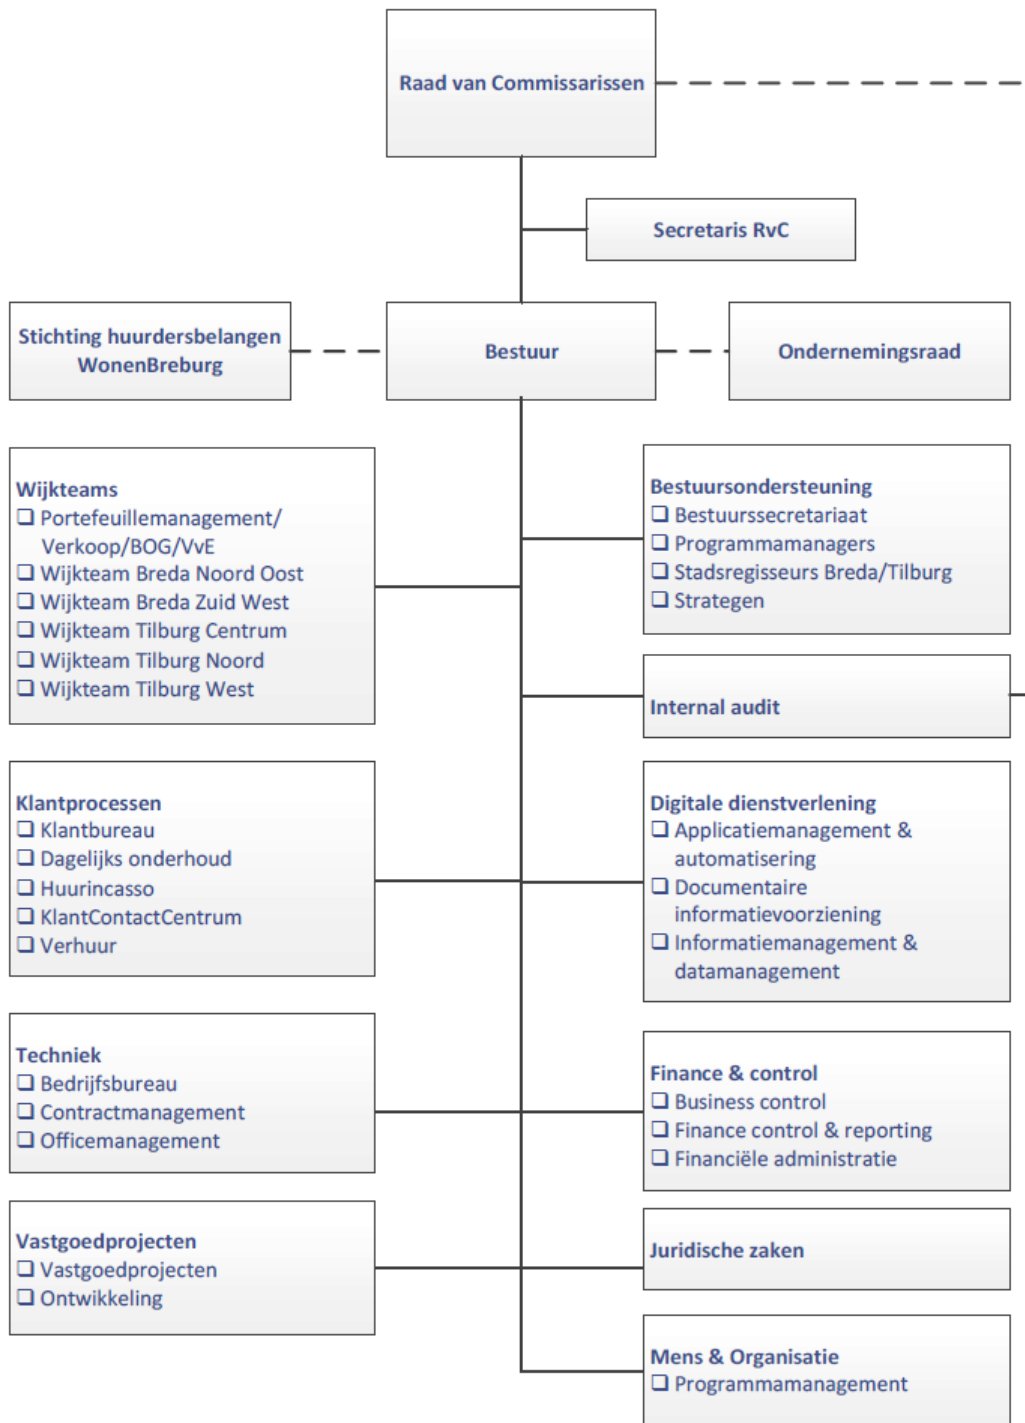 Raad van Commissarissen
Secretaris RvC
Stichting huurdersbelangen
WonenBreburg
Bestuur
Ondernemingsraad
Wijkteams
❑ Portefeuillemanagement/
Verkoop/BOG/VvE
❑ Wijkteam Breda Noord Oost
❑ Wijkteam Breda Zuid West
❑ Wijkteam Tilburg Centrum
❑ Wijkteam Tilburg Noord
❑ Wijkteam Tilburg West
Bestuursondersteuning
❑ Bestuurssecretariaat
❑ Programmamanagers
❑ Stadsregisseurs Breda/Tilburg
❑ Strategen
Internal audit
Klantprocessen
❑ Klantbureau
❑ Dagelijks onderhoud
❑ Huurincasso
❑ KlantContactCentrum
❑ Verhuur
Digitale dienstverlening
❑ Applicatiemanagement &
automatisering
❑ Documentaire
informatievoorziening
❑ Informatiemanagement &
datamanagement
Techniek
❑ Bedrijfsbureau
❑ Contractmanagement
❑ Officemanagement
Finance & control
❑ Business control
❑ Finance control & reporting
❑ Financiële administratie
Vastgoedprojecten
❑ Vastgoedprojecten
❑ Ontwikkeling
Juridische zaken
Mens & Organisatie
❑ Programmamanagement